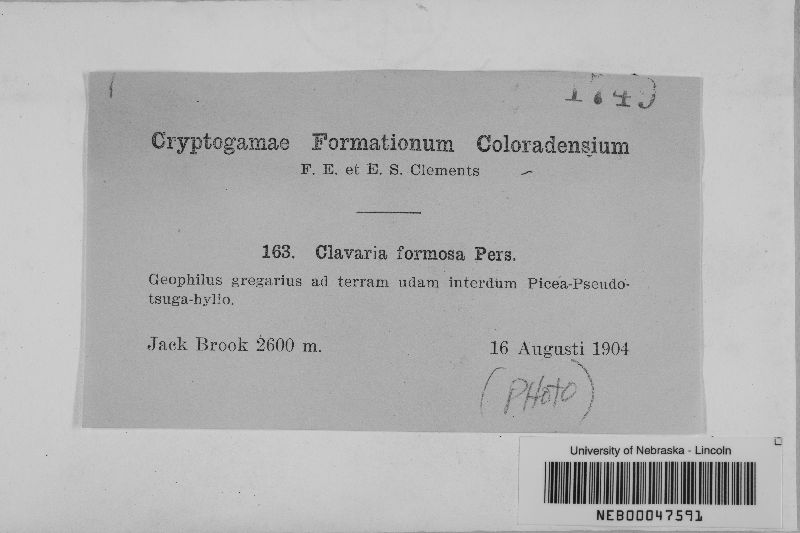 1749
Cryptogamae Formationum Coloradensium
F. E. et E. S. Clements
163. Clavaria formosa Pers.
Geophilus gregarius ad terram udam interdum Picea-Pseudo-
tsuga-hylio.
Jack Brook 2600 m. 16 Augusti 1904
(PHOTO)
University of Nebraska - Lincoln
NEB00047591